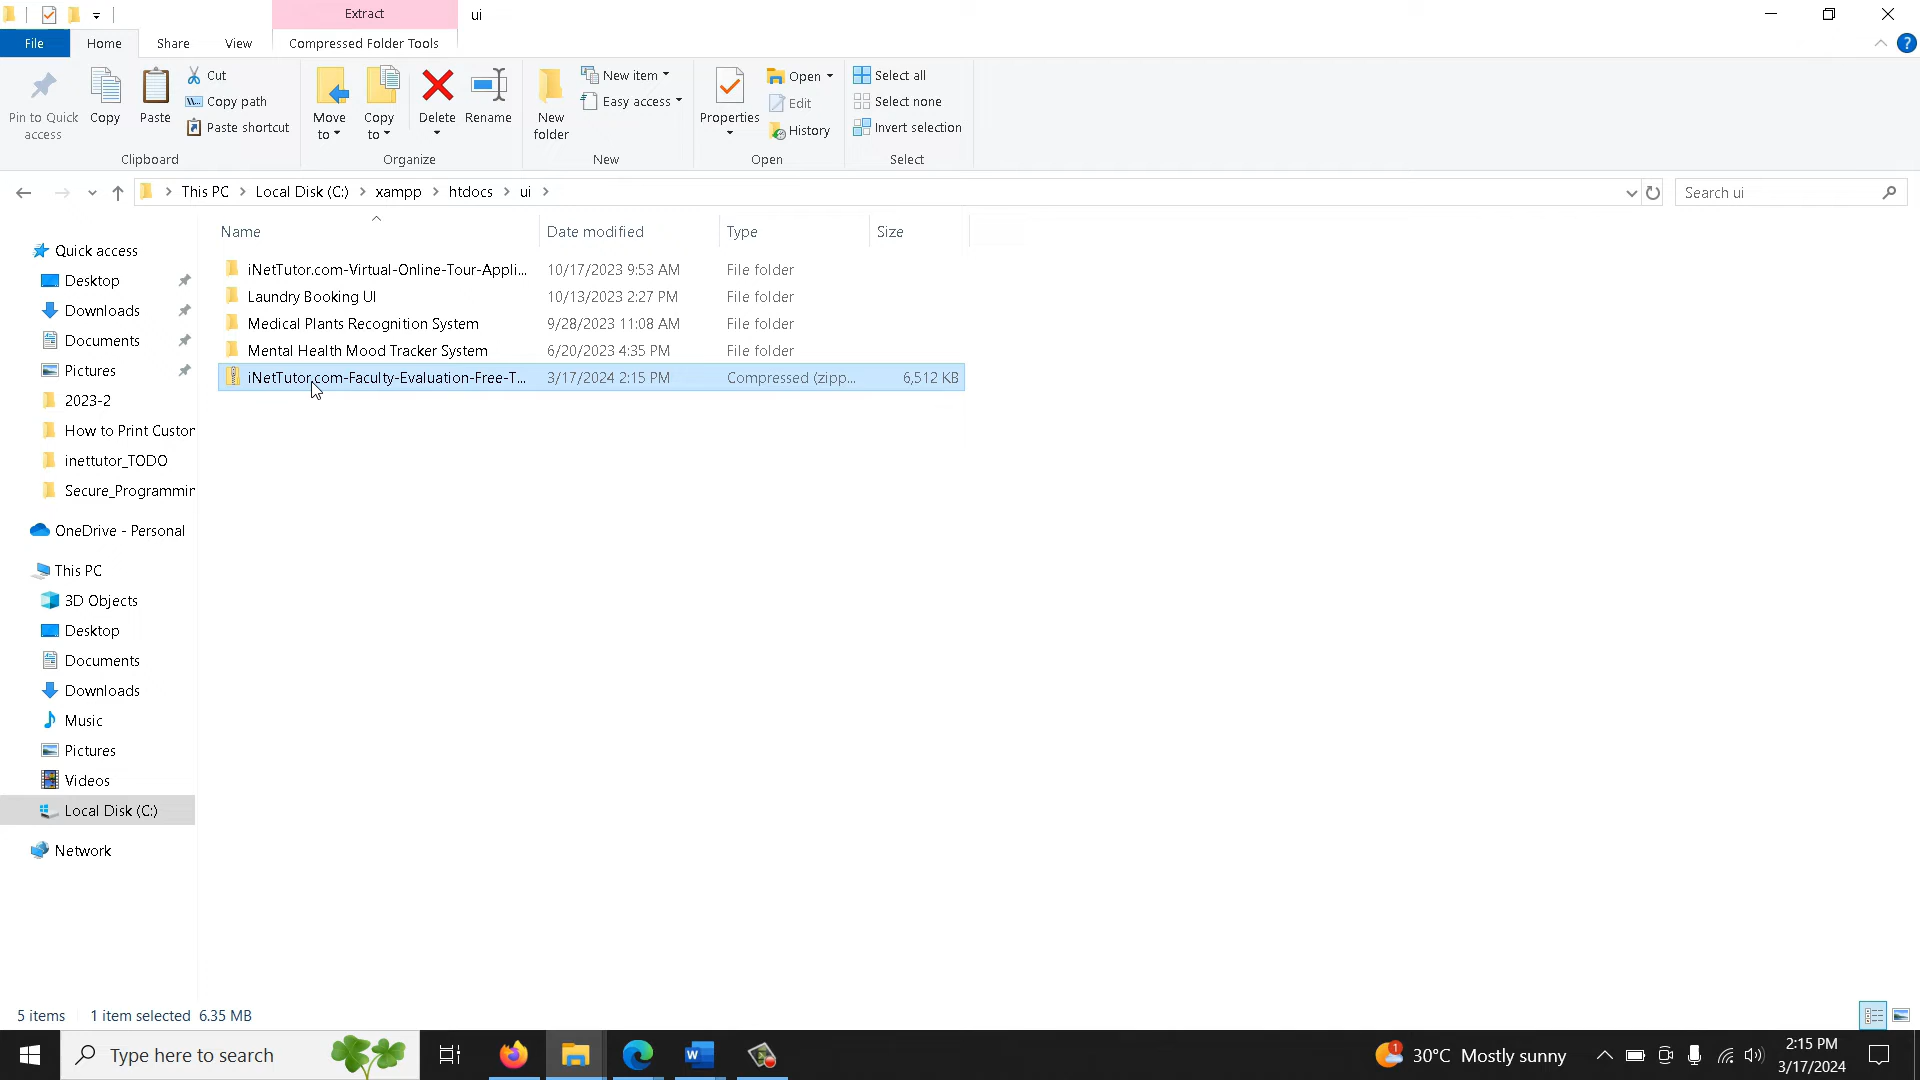 Extract
ui
File
Home
Share
View
Compressed Folder Tools
Pin to Quick access
Copy
Paste
Cut
Copy path
Paste shortcut
Clipboard
Move to
Copy to
Delete
Rename
Organize
New folder
New item
Easy access
New
Properties
Open
Edit
History
Open
Select all
Select none
Invert selection
Select
This PC
Local Disk (C:)
xampp
htdocs
ui
Search ui
Name
Date modified
Type
Size
iNetTutor.com-Virtual-Online-Tour-Appli... 10/17/2023 9:53 AM File folder
Laundry Booking UI 10/13/2023 2:27 PM File folder
Medical Plants Recognition System 9/28/2023 11:08 AM File folder
Mental Health Mood Tracker System 6/20/2023 4:35 PM File folder
iNetTutor.com-Faculty-Evaluation-Free-T... 3/17/2024 2:15 PM Compressed (zipp... 6,512 KB
Quick access
Desktop
Downloads
Documents
Pictures
2023-2
How to Print Custor
inettutor_TODO
Secure_Programmin
OneDrive - Personal
This PC
3D Objects
Desktop
Documents
Downloads
Music
Pictures
Videos
Local Disk (C:)
Network
5 items
1 item selected 6.35 MB
Type here to search
30°C Mostly sunny
2:15 PM
3/17/2024